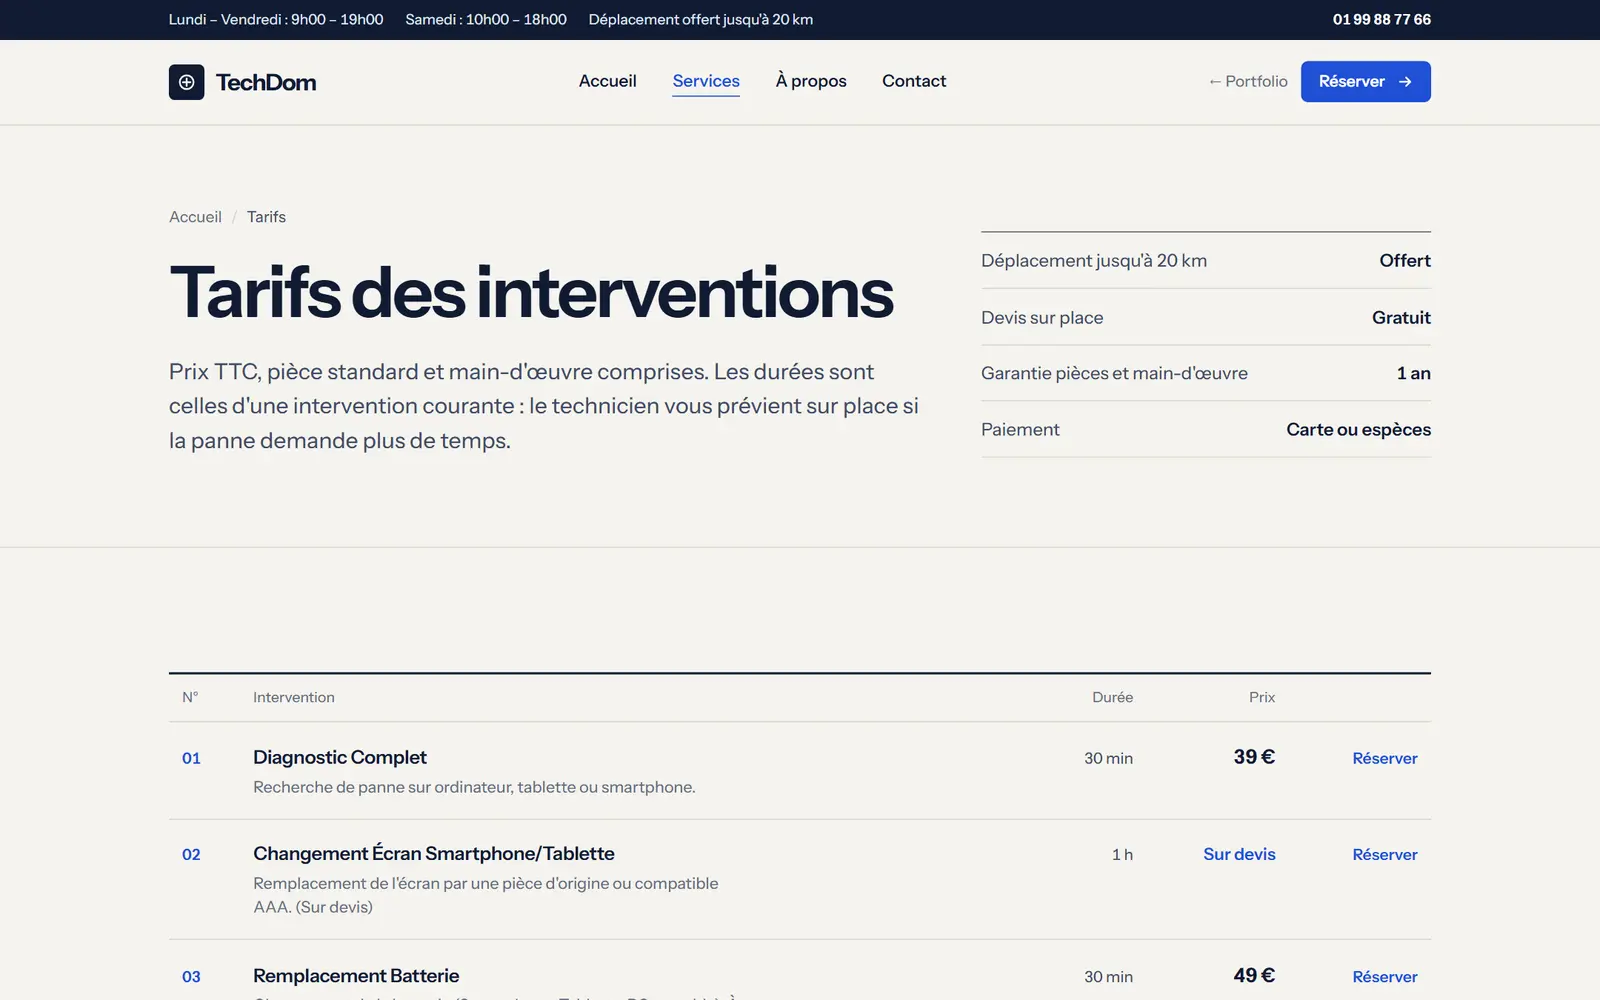 Lundi – Vendredi : 9h00 – 19h00 Samedi : 10h00 – 18h00 Déplacement offert jusqu'à 20 km 01 99 88 77 66
TechDom Accueil Services À propos Contact ← Portfolio Réserver →
Accueil / Tarifs
Tarifs des interventions
Prix TTC, pièce standard et main-d'œuvre comprises. Les durées sont
celles d'une intervention courante : le technicien vous prévient sur place si
la panne demande plus de temps.
Déplacement jusqu'à 20 km Offert
Devis sur place Gratuit
Garantie pièces et main-d'œuvre 1 an
Paiement Carte ou espèces
N° Intervention Durée Prix
01 Diagnostic Complet 30 min 39 € Réserver
Recherche de panne sur ordinateur, tablette ou smartphone.
02 Changement Écran Smartphone/Tablette 1 h Sur devis Réserver
Remplacement de l'écran par une pièce d'origine ou compatible
AAA. (Sur devis)
03 Remplacement Batterie 30 min 49 € Réserver